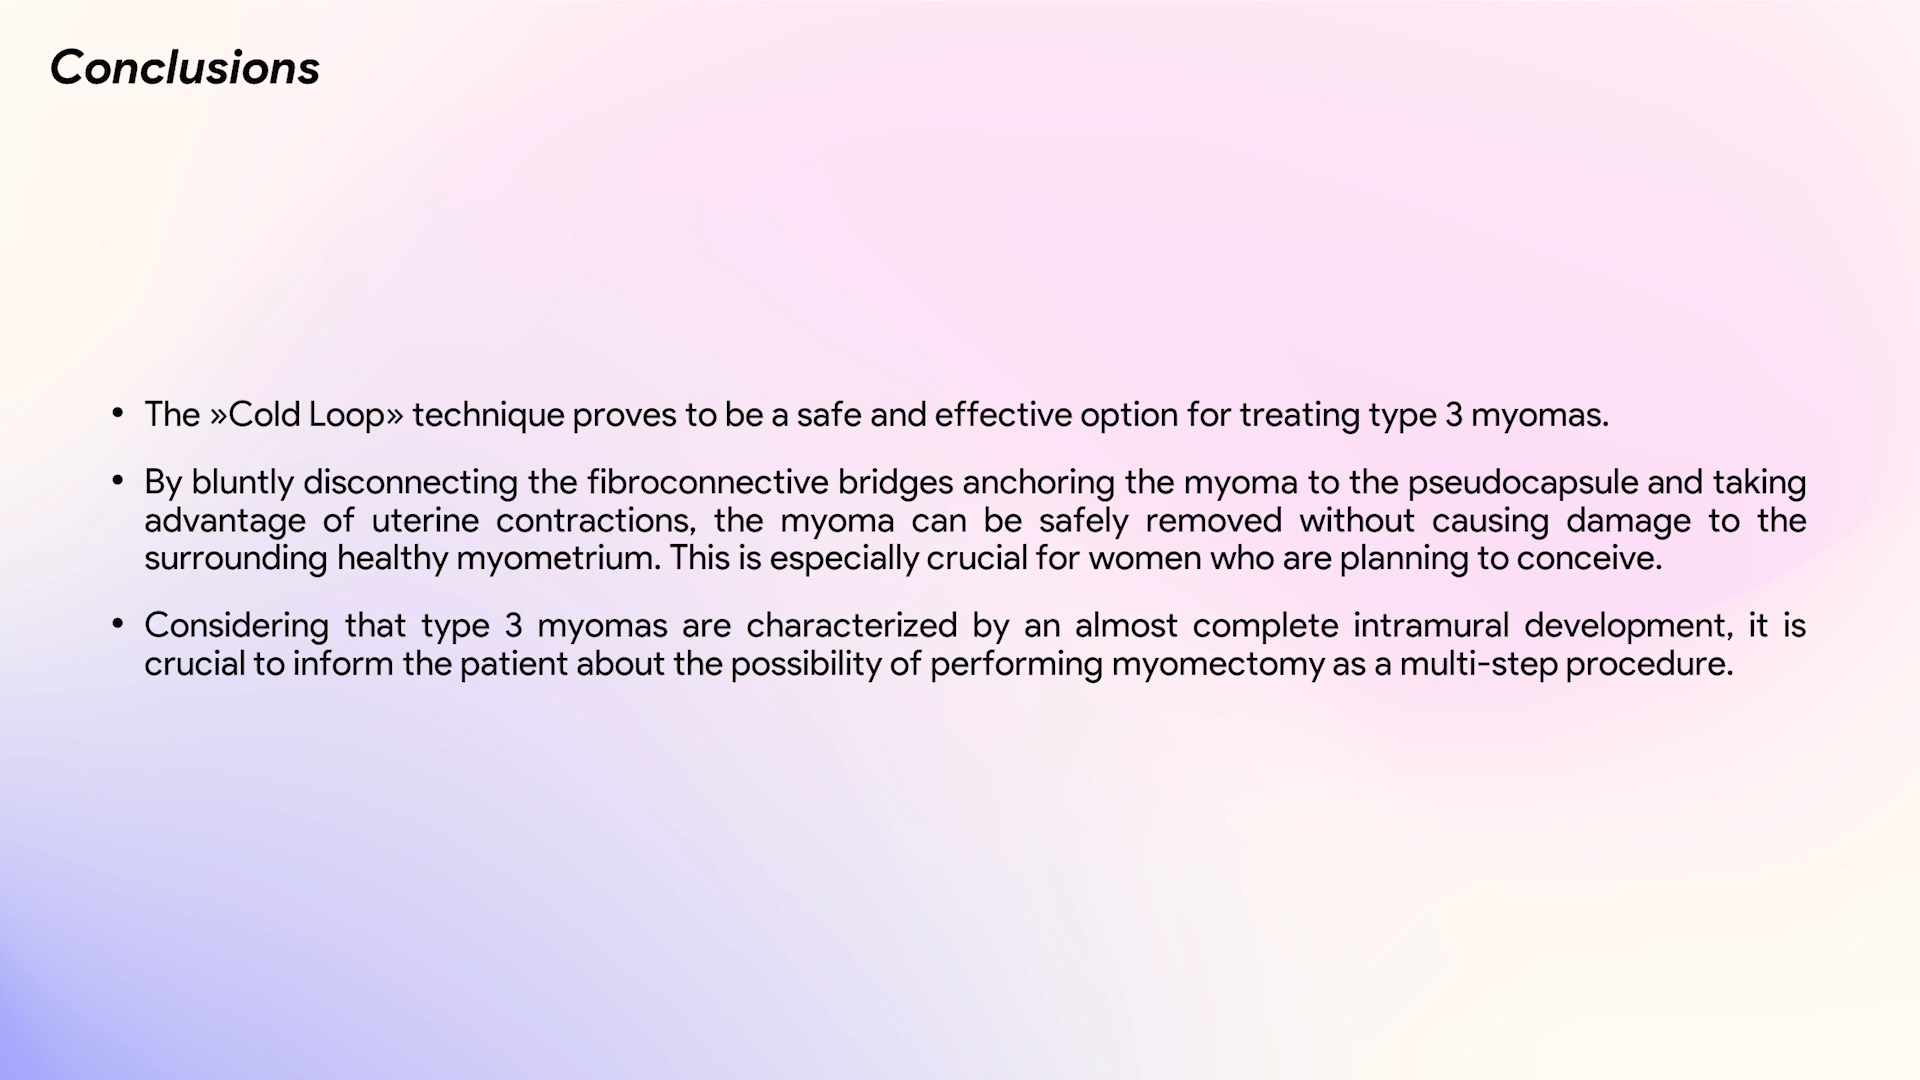 Conclusions
• The »Cold Loop» technique proves to be a safe and effective option for treating type 3 myomas.
• By bluntly disconnecting the fibroconnective bridges anchoring the myoma to the pseudocapsule and taking
advantage of uterine contractions, the myoma can be safely removed without causing damage to the
surrounding healthy myometrium. This is especially crucial for women who are planning to conceive.
• Considering that type 3 myomas are characterized by an almost complete intramural development, it is
crucial to inform the patient about the possibility of performing myomectomy as a multi-step procedure.